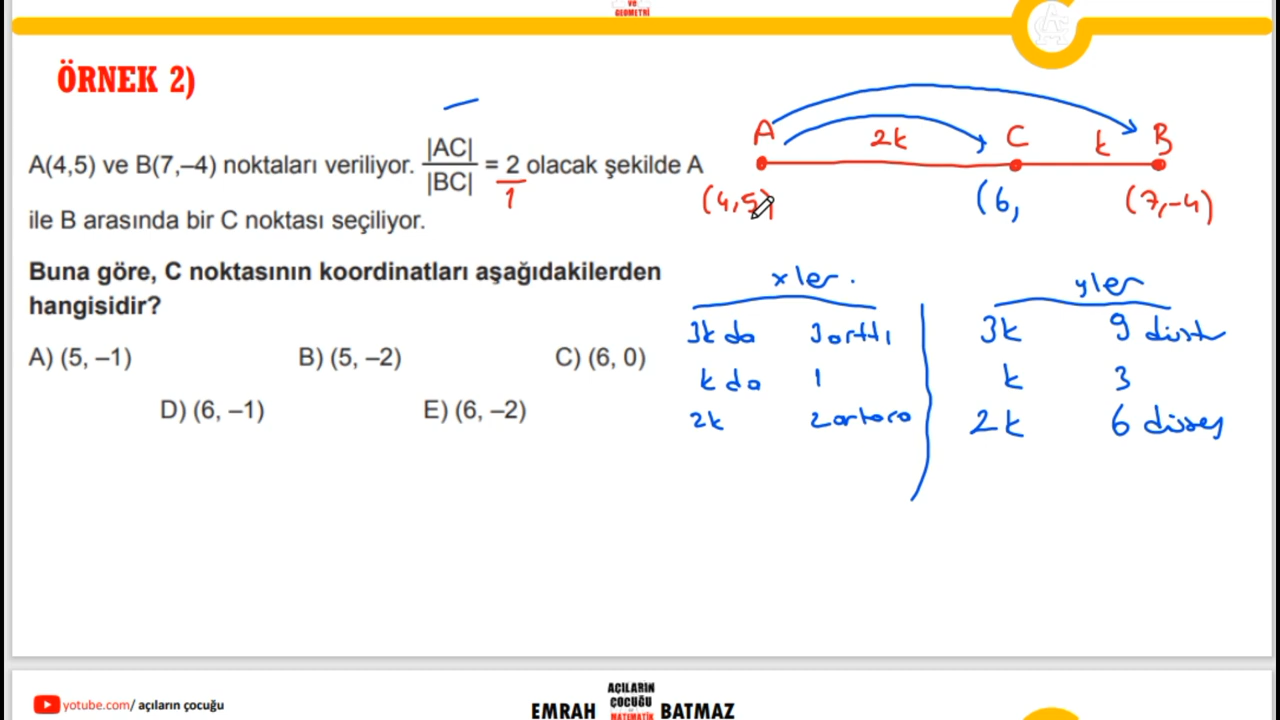 VE
GEOMETRİ
ÖRNEK 2)
A(4,5) ve B(7,–4) noktaları veriliyor. |AC| / |BC| = 2 olacak şekilde A
1
ile B arasında bir C noktası seçiliyor.
Buna göre, C noktasının koordinatları aşağıdakilerden
hangisidir?
A) (5, –1) B) (5, –2) C) (6, 0)
D) (6, –1) E) (6, –2)
A 2k C k B
(4,5) (6, (7,-4)
xler. yler
3k da 3 arttı 3k 9 düştü
k da 1 k 3
2k 2 artara 2k 6 düşey
yotube.com/ açıların çocuğu
EMRAH AÇILARIN ÇOCUĞU MATEMATİK BATMAZ